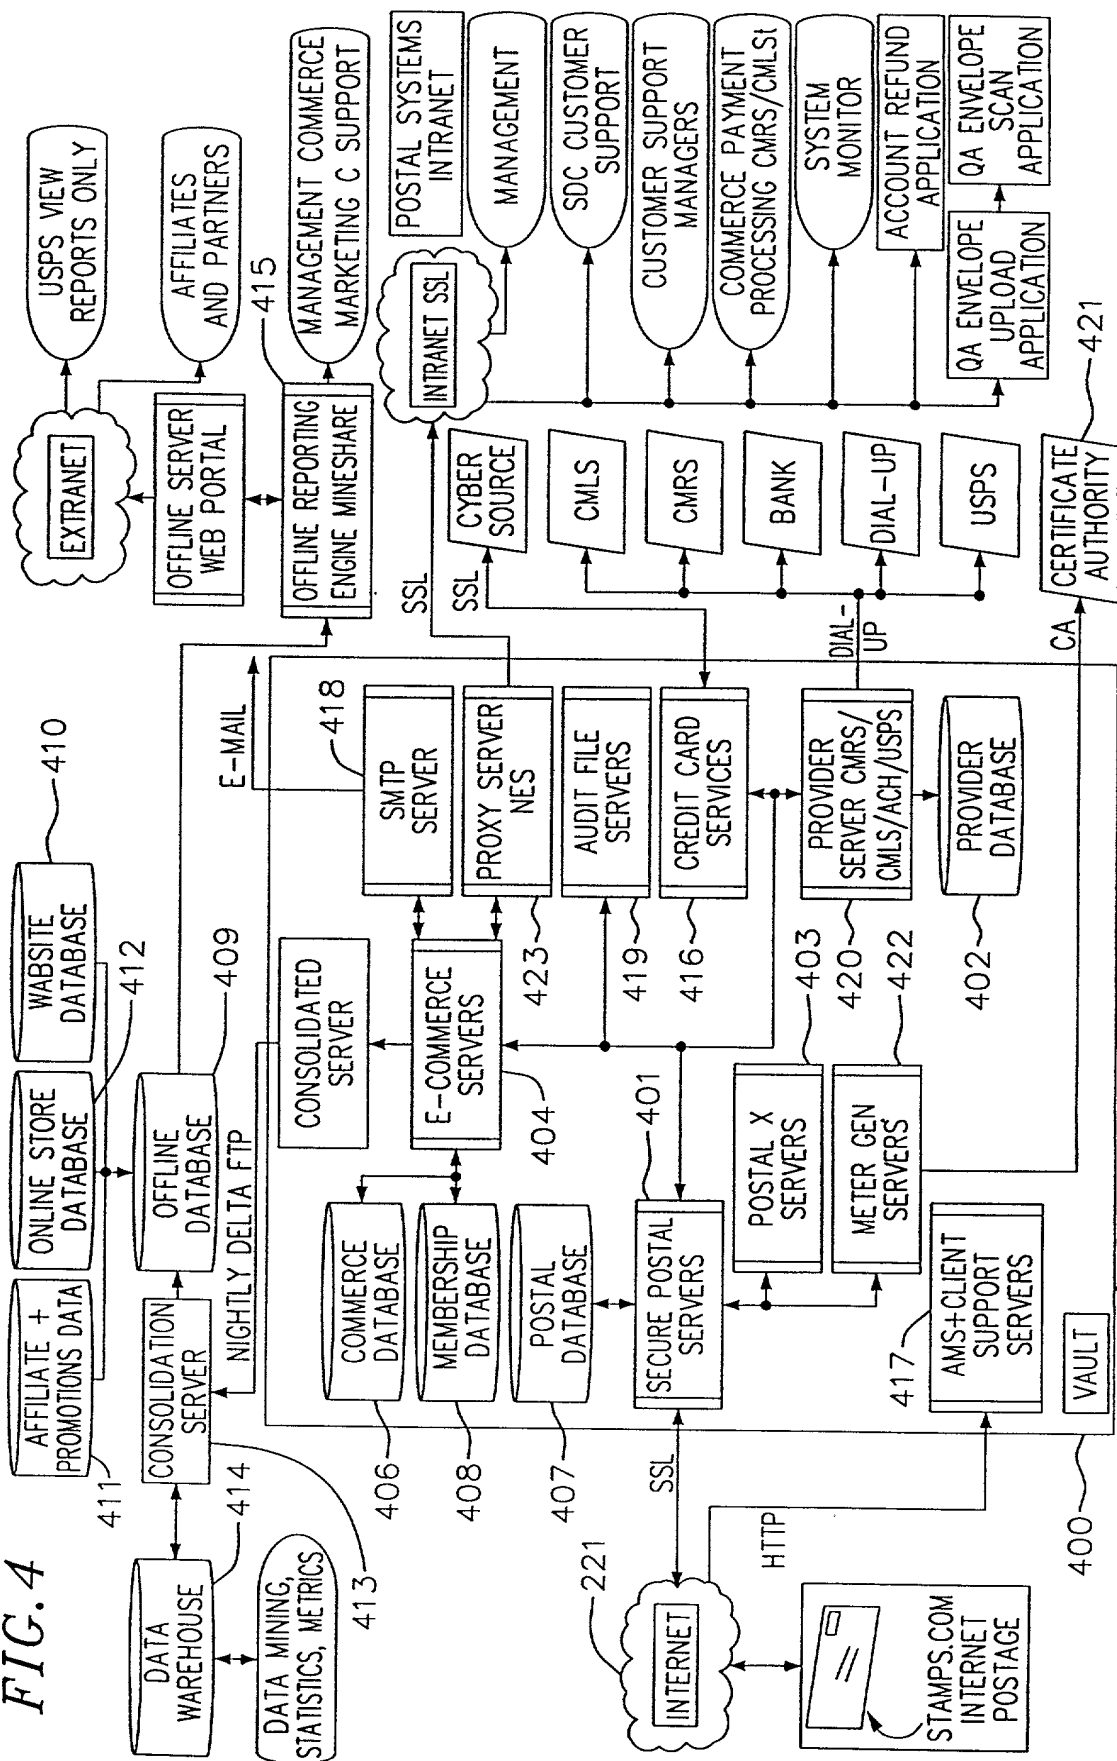 FIG. 4
AFFILIATE +
PROMOTIONS DATA
411
ONLINE STORE
DATABASE
412
WABSITE
DATABASE
410
DATA
WAREHOUSE
414
CONSOLIDATION
SERVER
413
OFFLINE
DATABASE
409
DATA MINING,
STATISTICS, METRICS
NIGHTLY DELTA FTP
E-MAIL
OFFLINE SERVER
WEB PORTAL
OFFLINE REPORTING
ENGINE MINESHARE
415
EXTRANET
USPS VIEW
REPORTS ONLY
AFFILIATES
AND PARTNERS
MANAGEMENT COMMERCE
MARKETING C SUPPORT
COMMERCE
DATABASE
406
MEMBERSHIP
DATABASE
408
POSTAL
DATABASE
407
CONSOLIDATED
SERVER
E-COMMERCE
SERVERS
404
SMTP
SERVER
418
PROXY SERVER
NES
423
AUDIT FILE
SERVERS
419
CREDIT CARD
SERVICES
416
SSL
SSL
INTRANET SSL
POSTAL SYSTEMS
INTRANET
MANAGEMENT
SDC CUSTOMER
SUPPORT
CUSTOMER SUPPORT
MANAGERS
COMMERCE PAYMENT
PROCESSING CMRS/CMLSt
SYSTEM
MONITOR
ACCOUNT REFUND
APPLICATION
QA ENVELOPE
UPLOAD
APPLICATION
QA ENVELOPE
SCAN
APPLICATION
CYBER
SOURCE
CMLS
CMRS
BANK
DIAL-UP
USPS
DIAL-
UP
CA
CERTIFICATE
AUTHORITY
421
INTERNET
221
SSL
HTTP
STAMPS.COM
INTERNET
POSTAGE
SECURE POSTAL
SERVERS
401
POSTAL X
SERVERS
403
METER GEN
SERVERS
422
AMS+CLIENT
SUPPORT
SERVERS
417
PROVIDER
SERVER CMRS/
CMLS/ACH/USPS
420
PROVIDER
DATABASE
402
VAULT
400